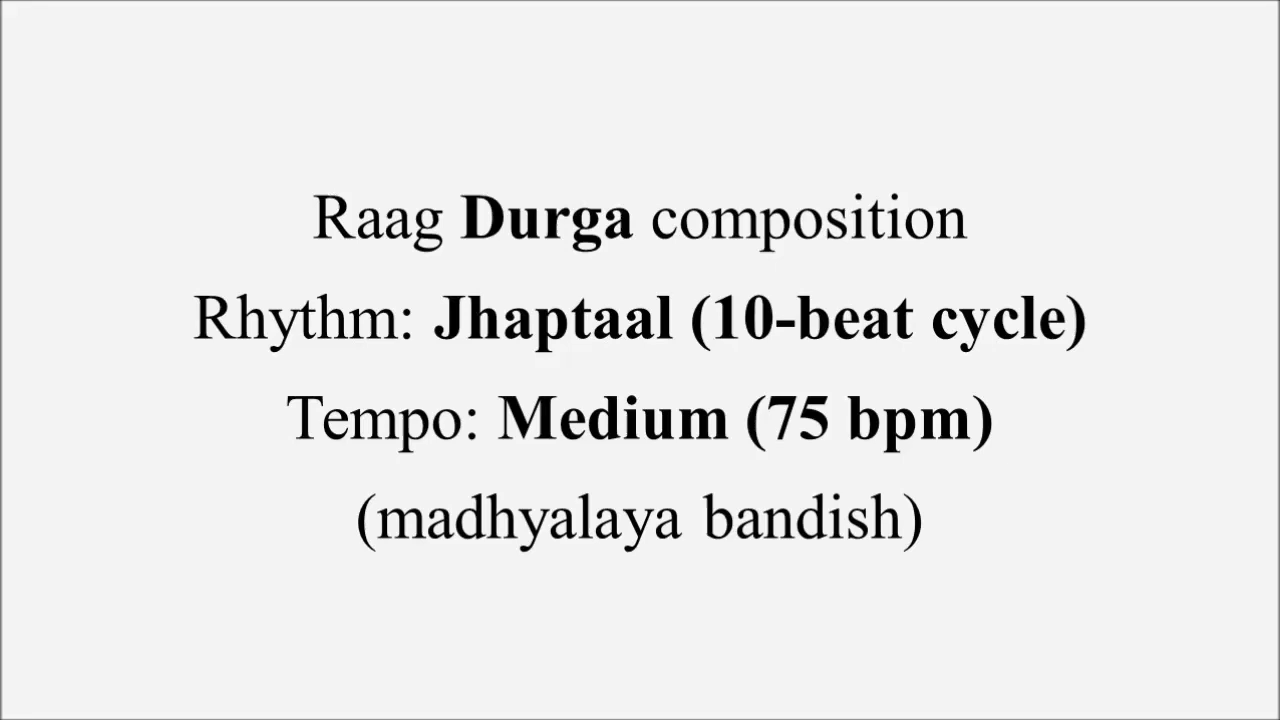 Raag Durga composition
Rhythm: Jhaptaal (10-beat cycle)
Tempo: Medium (75 bpm)
(madhyalaya bandish)